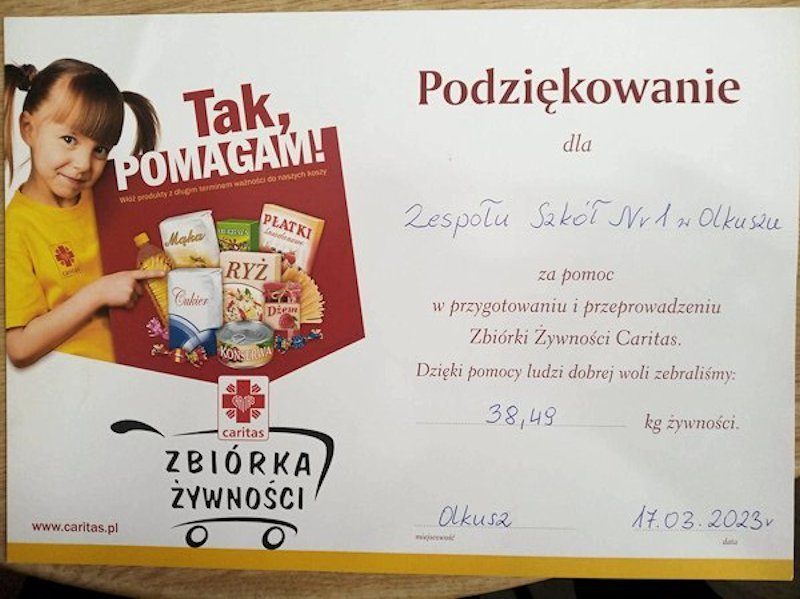 Tak,
POMAGAM!
Włóż produkty z długim terminem ważności do naszych koszy
Mąka
PŁATKI
RYŻ
Cukier
Dżem
KONSERWA
caritas
caritas
ZBIÓRKA
ŻYWNOŚCI
www.caritas.pl
Podziękowanie
dla
Zespołu Szkół Nr 1 w Olkuszu
za pomoc
w przygotowaniu i przeprowadzeniu
Zbiórki Żywności Caritas.
Dzięki pomocy ludzi dobrej woli zebraliśmy:
38,49 kg żywności.
Olkusz 17.03.2023r
miejscowość data